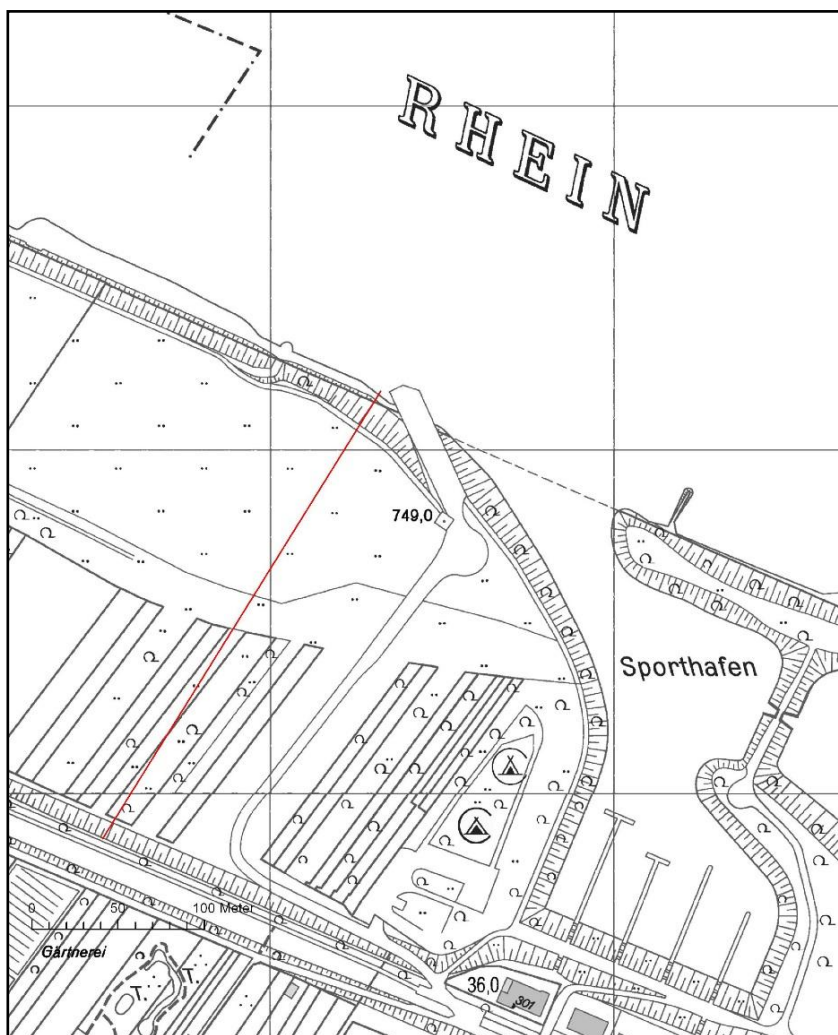 RHEIN
749,0
Sporthafen
0 50 100 Meter
Gärtnerei
T.
T.
36,0
301